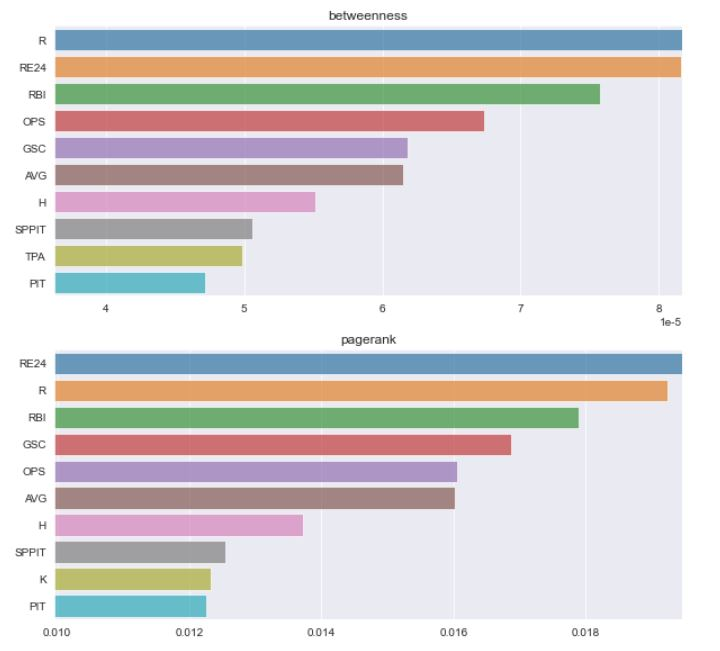 betweenness
R
RE24
RBI
OPS
GSC
AVG
H
SPPIT
TPA
PIT
4 5 6 7 8
1e-5
pagerank
RE24
R
RBI
GSC
OPS
AVG
H
SPPIT
K
PIT
0.010 0.012 0.014 0.016 0.018